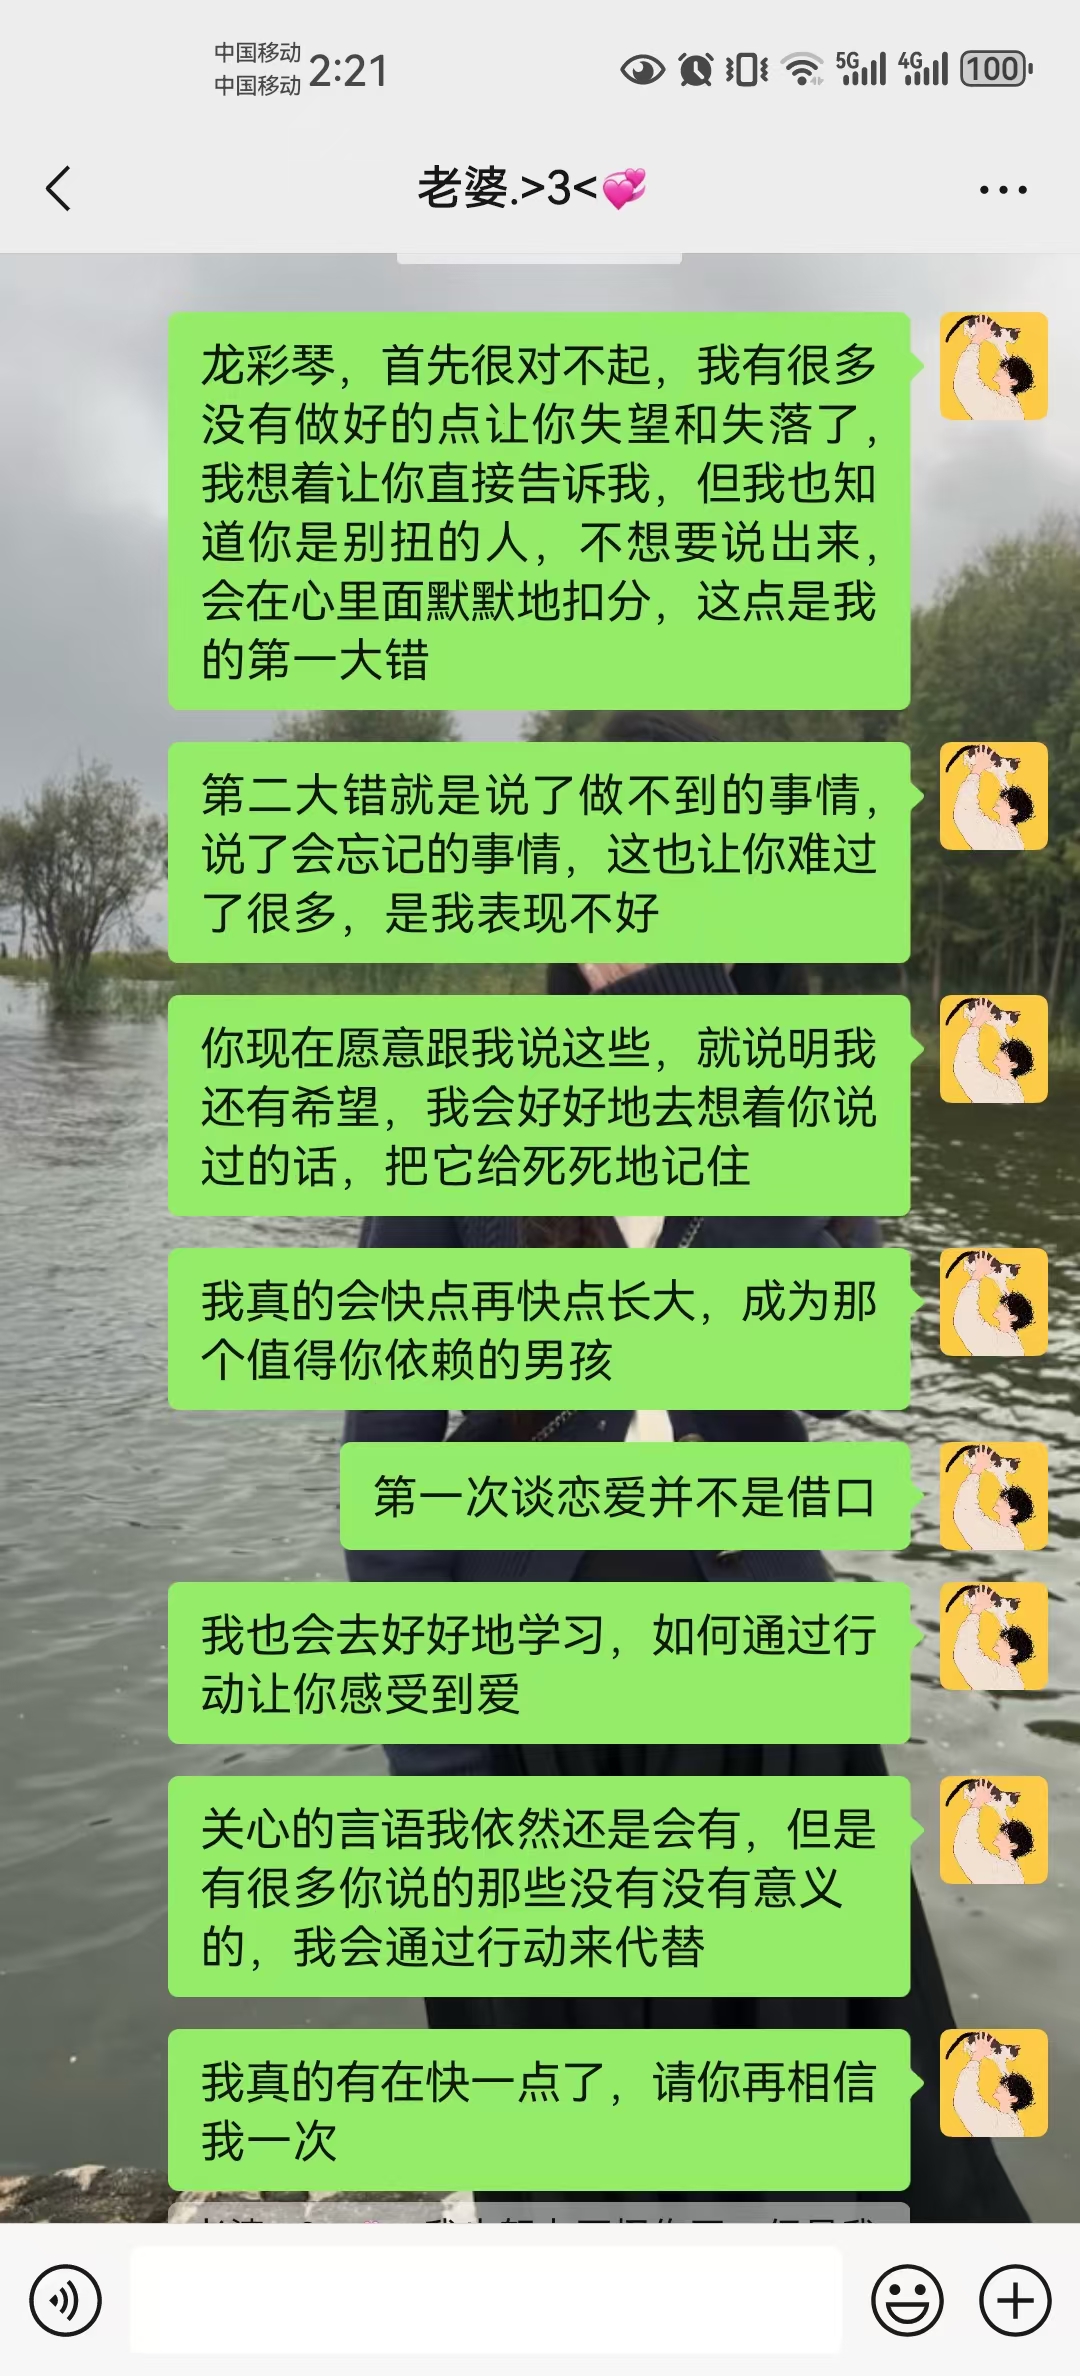 中国移动
中国移动
2:21
5G
4G
100
老婆.>3<💞
龙彩琴，首先很对不起，我有很多
没有做好的点让你失望和失落了，
我想着让你直接告诉我，但我也知
道你是别扭的人，不想要说出来，
会在心里面默默地扣分，这点是我
的第一大错
第二大错就是说了做不到的事情，
说了会忘记的事情，这也让你难过
了很多，是我表现不好
你现在愿意跟我说这些，就说明我
还有希望，我会好好地去想着你说
过的话，把它给死死地记住
我真的会快点再快点长大，成为那
个值得你依赖的男孩
第一次谈恋爱并不是借口
我也会去好好地学习，如何通过行
动让你感受到爱
关心的言语我依然还是会有，但是
有很多你说的那些没有没有意义
的，我会通过行动来代替
我真的有在快一点了，请你再相信
我一次